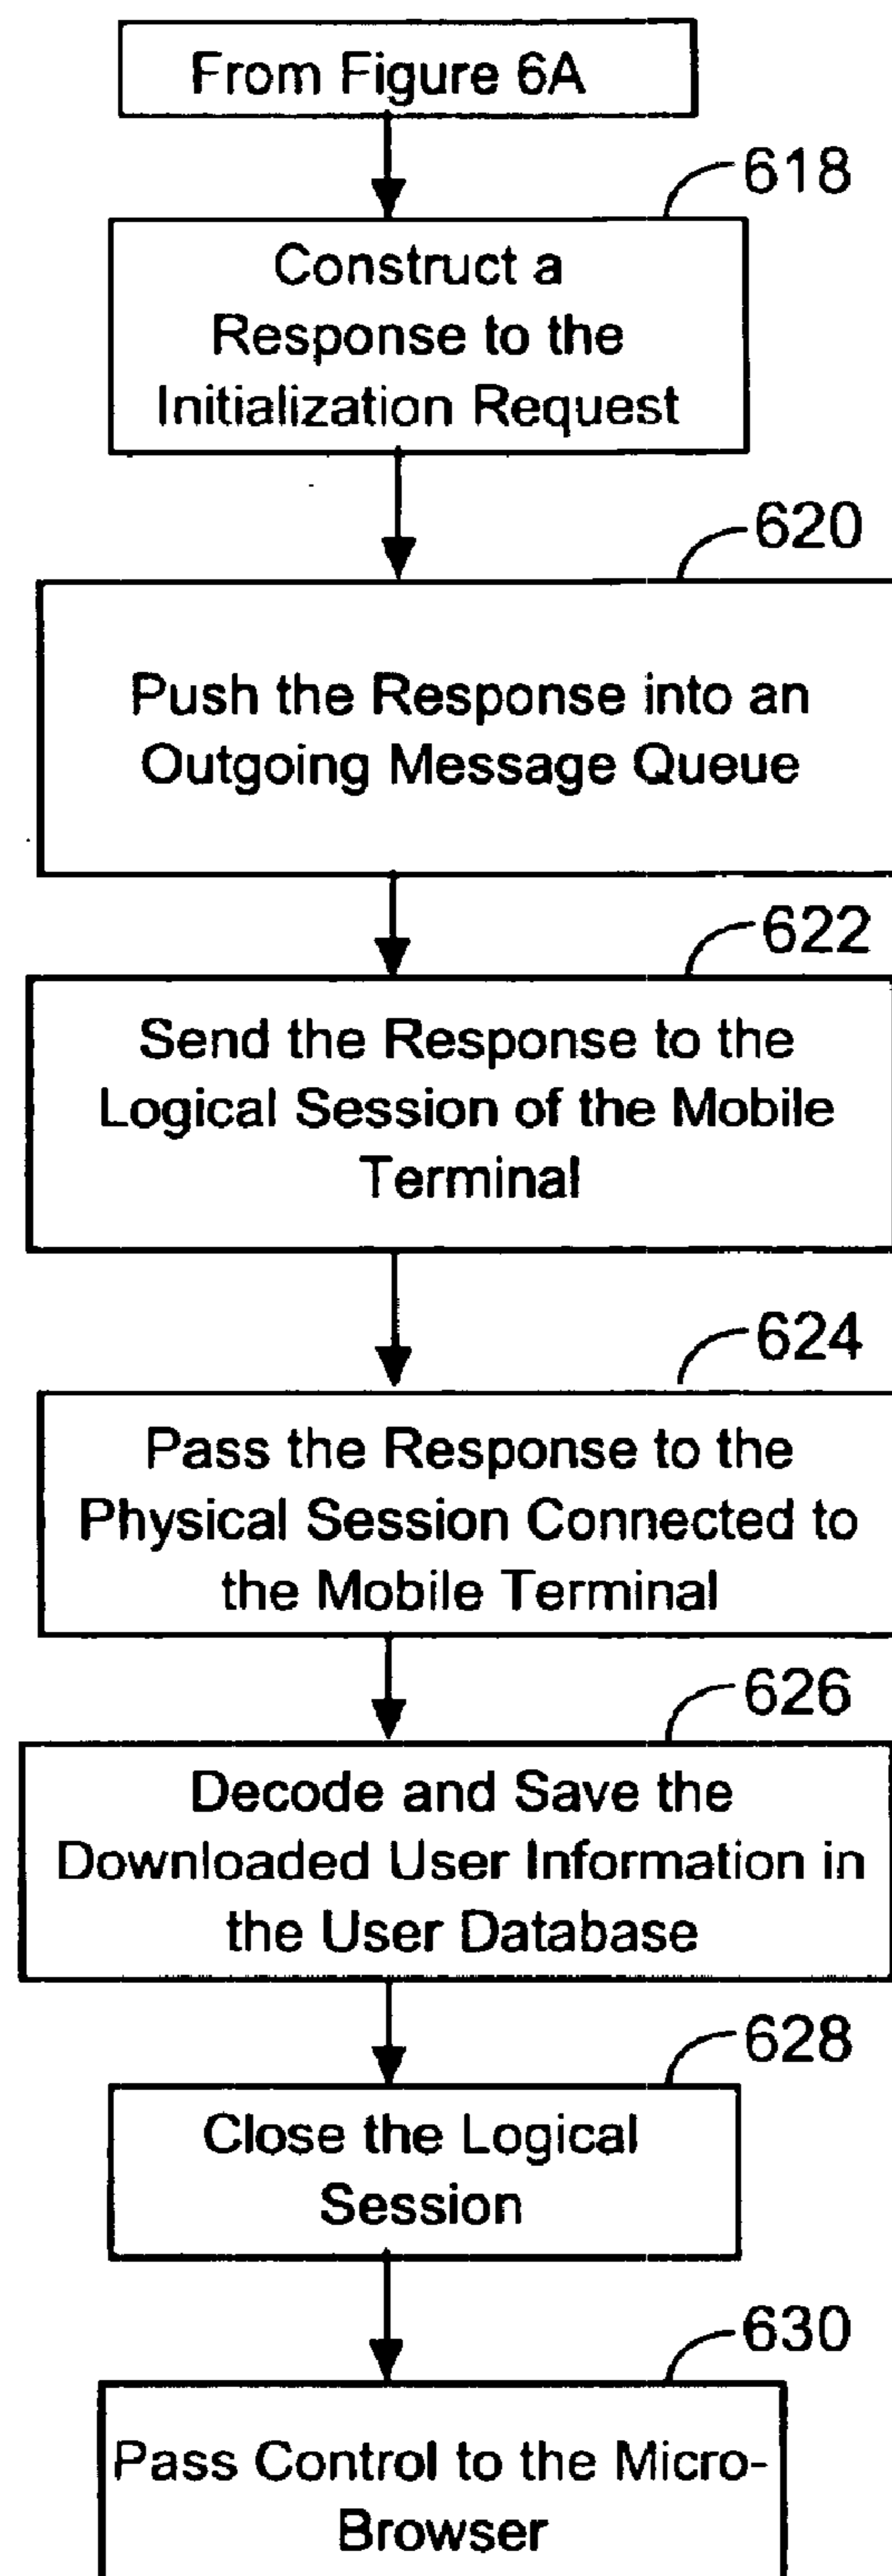 From Figure 6A
618
Construct a
Response to the
Initialization Request
620
Push the Response into an
Outgoing Message Queue
622
Send the Response to the
Logical Session of the Mobile
Terminal
624
Pass the Response to the
Physical Session Connected to
the Mobile Terminal
626
Decode and Save the
Downloaded User Information in
the User Database
628
Close the Logical
Session
630
Pass Control to the Micro-
Browser